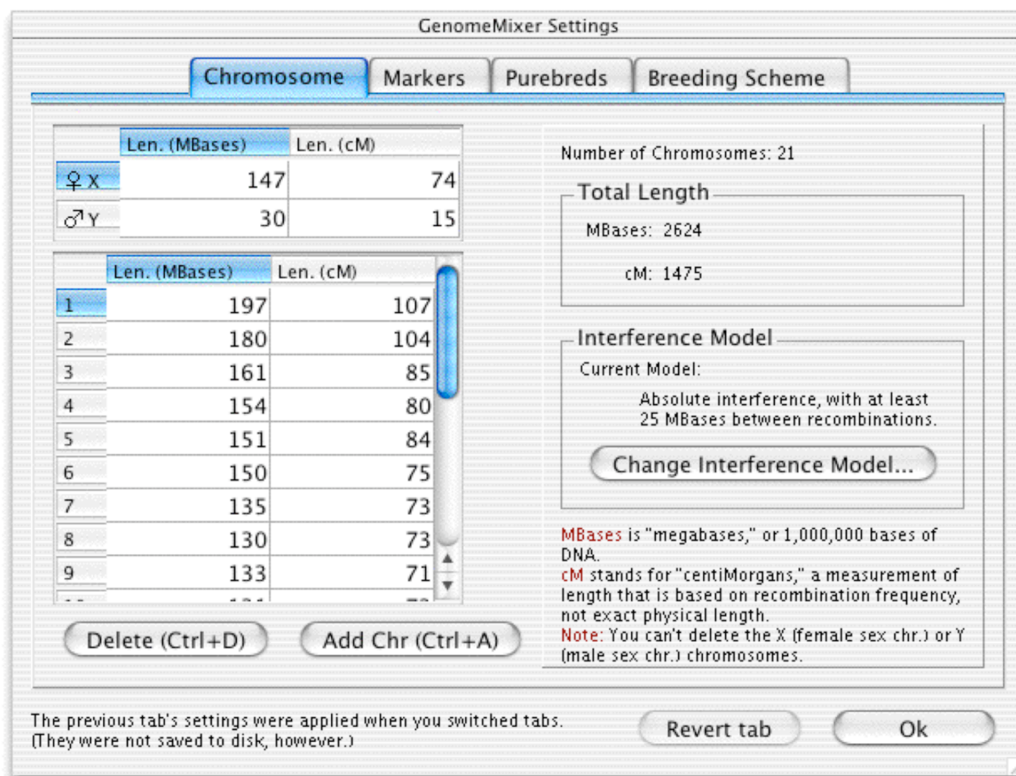 GenomeMixer Settings
Chromosome Markers Purebreds Breeding Scheme
Len. (MBases) Len. (cM)
♀ X 147 74
♂ Y 30 15
Len. (MBases) Len. (cM)
1 197 107
2 180 104
3 161 85
4 154 80
5 151 84
6 150 75
7 135 73
8 130 73
9 133 71
Delete (Ctrl+D) Add Chr (Ctrl+A)
Number of Chromosomes: 21
Total Length
MBases: 2624
cM: 1475
Interference Model
Current Model:
Absolute interference, with at least
25 MBases between recombinations.
Change Interference Model...
MBases is "megabases," or 1,000,000 bases of
DNA.
cM stands for "centiMorgans," a measurement of
length that is based on recombination frequency,
not exact physical length.
Note: You can't delete the X (female sex chr.) or Y
(male sex chr.) chromosomes.
The previous tab's settings were applied when you switched tabs.
(They were not saved to disk, however.)
Revert tab Ok